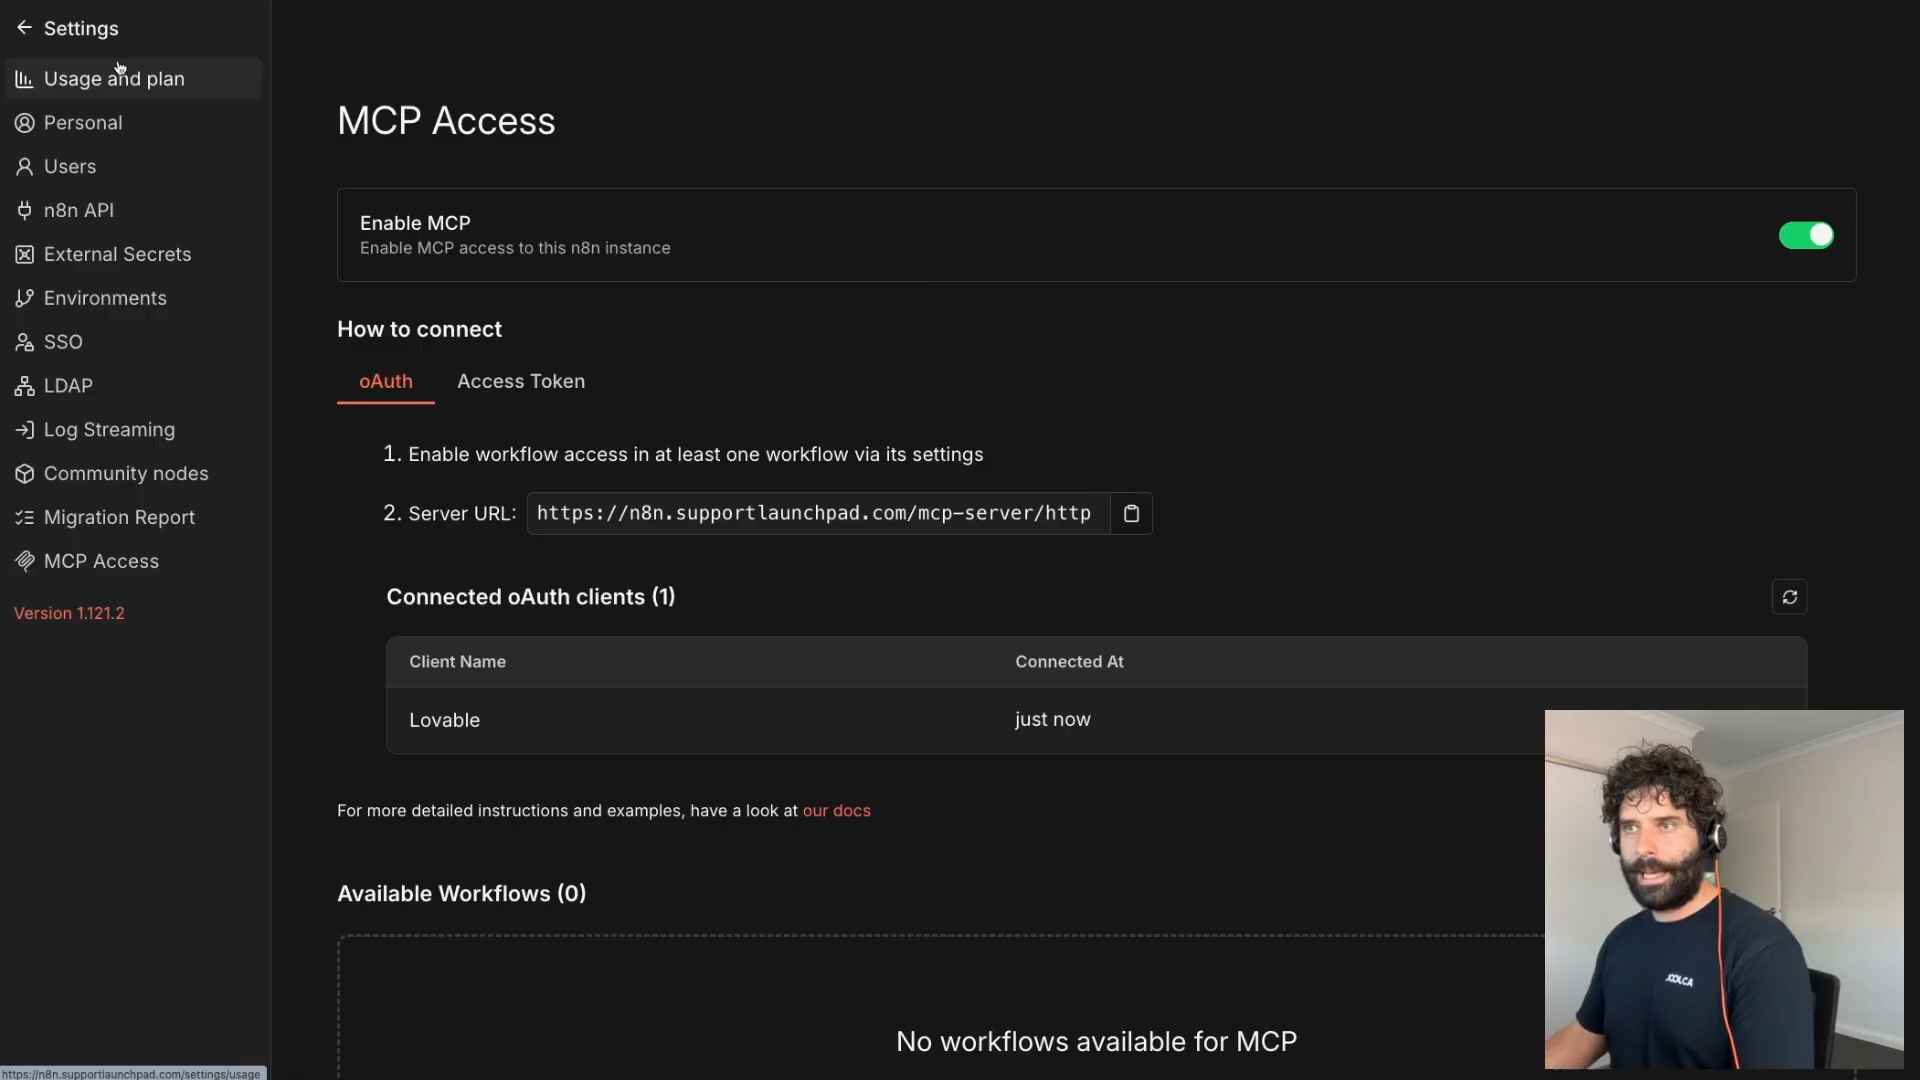 Settings
Usage and plan
Personal
Users
n8n API
External Secrets
Environments
SSO
LDAP
Log Streaming
Community nodes
Migration Report
MCP Access
Version 1.121.2
MCP Access
Enable MCP
Enable MCP access to this n8n instance
How to connect
oAuth Access Token
1. Enable workflow access in at least one workflow via its settings
2. Server URL: https://n8n.supportlaunchpad.com/mcp-server/http
Connected oAuth clients (1)
Client Name Connected At
Lovable just now
For more detailed instructions and examples, have a look at our docs
Available Workflows (0)
No workflows available for MCP
JOOLCA
https://n8n.supportlaunchpad.com/settings/usage